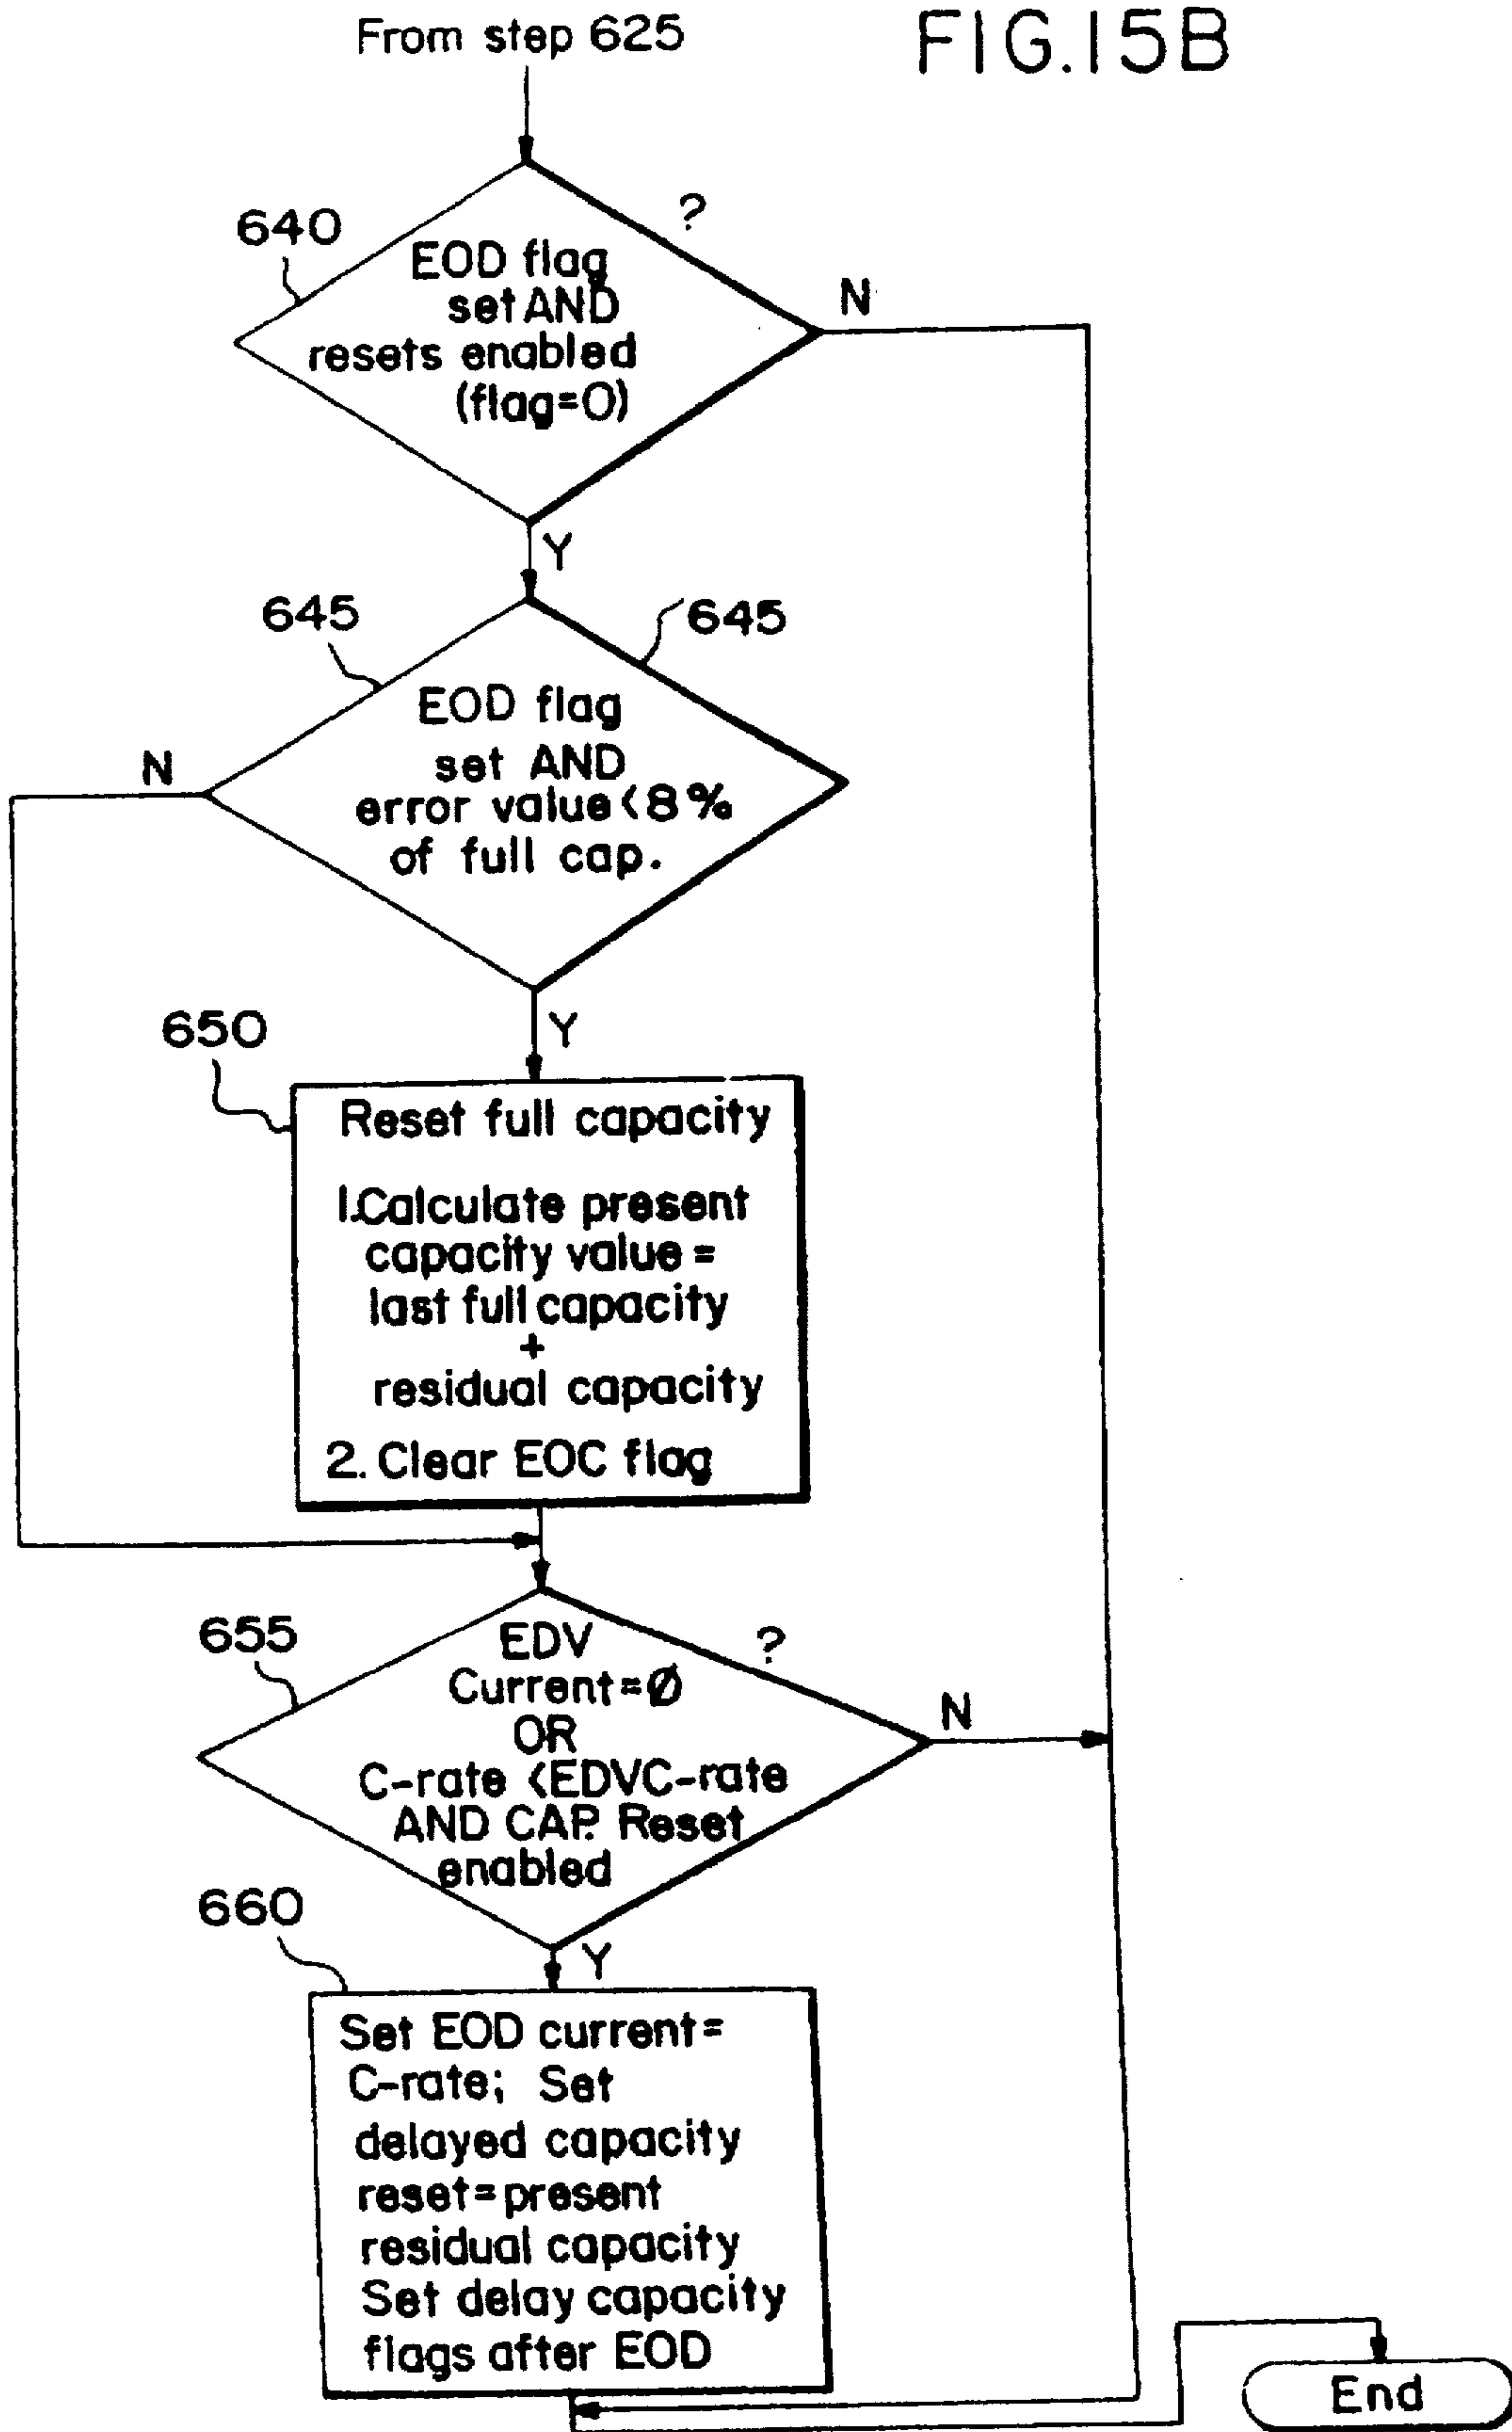 From step 625
FIG.15B
640
?
EOD flag
set AND
resets enabled
(flag=0)
N
Y
645
645
EOD flag
set AND
error value<8%
of full cap.
N
Y
650
Reset full capacity
1.Calculate present
capacity value =
last full capacity
+
residual capacity
2. Clear EOC flag
655
?
EDV
Current=Ø
OR
C-rate <EDVC-rate
AND CAP. Reset
enabled
N
660
Y
Set EOD current=
C-rate; Set
delayed capacity
reset=present
residual capacity
Set delay capacity
flags after EOD
End